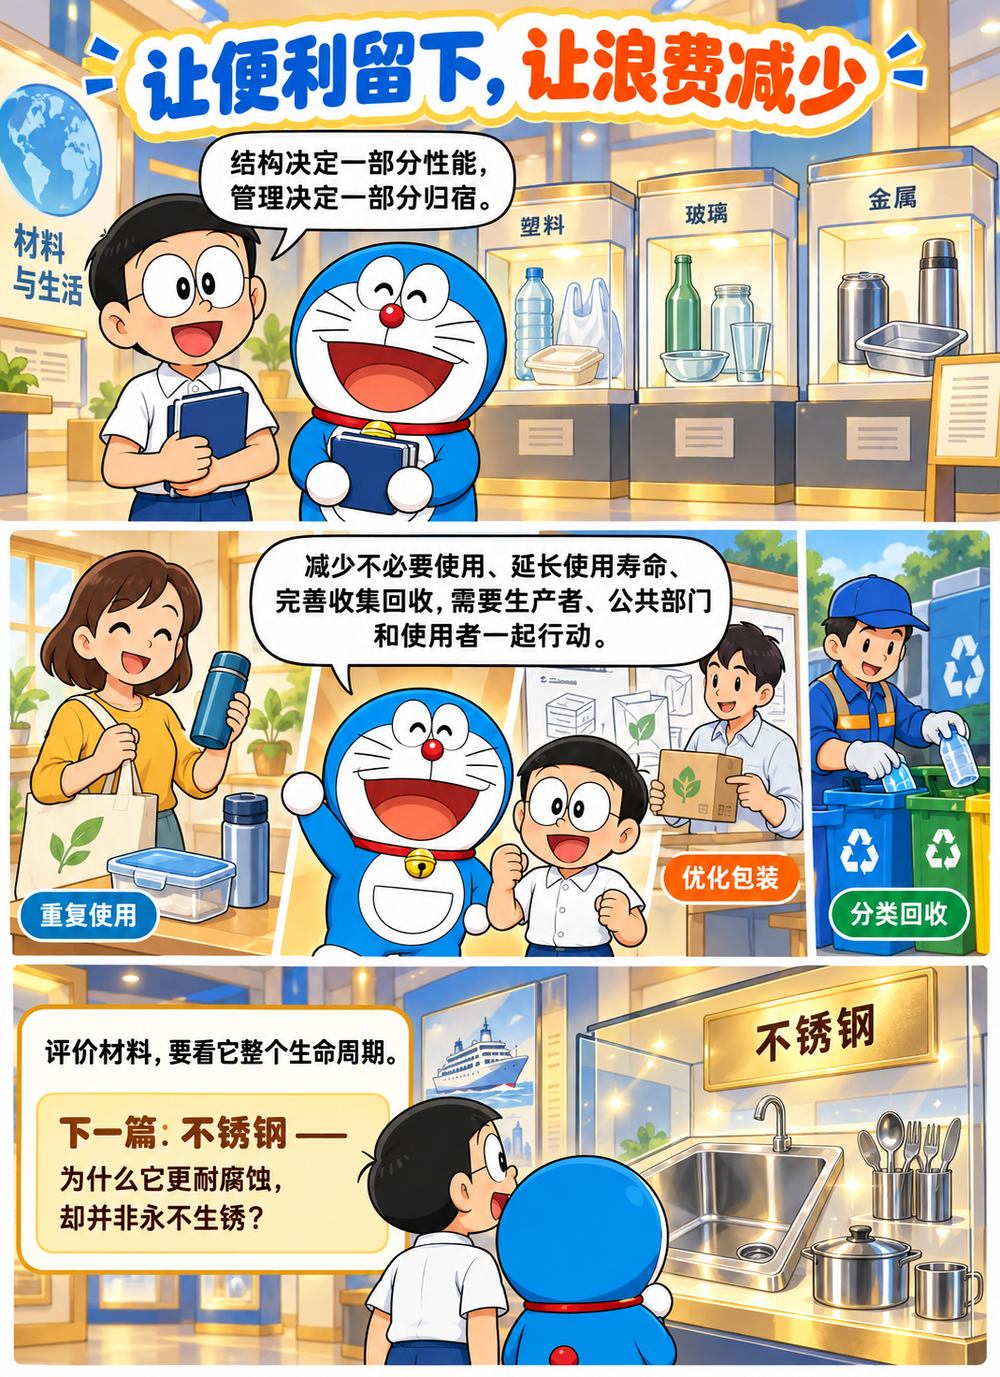 让便利留下，让浪费减少
结构决定一部分性能，
管理决定一部分归宿。
材料
与生活
塑料
玻璃
金属
减少不必要使用、延长使用寿命、
完善收集回收，需要生产者、公共部门
和使用者一起行动。
重复使用
优化包装
分类回收
评价材料，要看它整个生命周期。
下一篇：不锈钢——
为什么它更耐腐蚀，
却并非永不生锈？
不锈钢